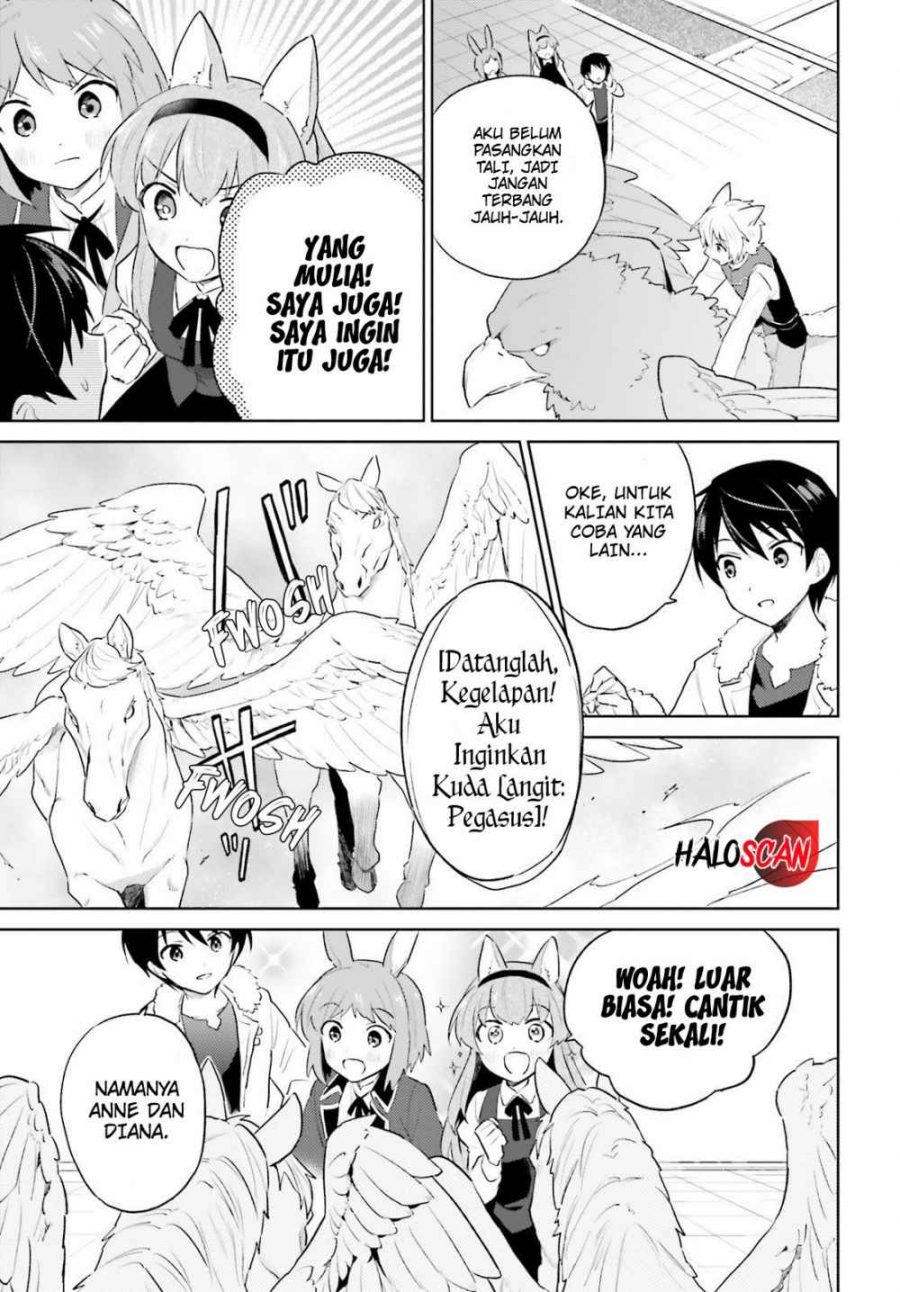 AKU BELUM
PASANGKAN
TALI, JADI
JANGAN
TERBANG
JAUH-JAUH.
YANG
MULIA!
SAYA JUGA!
SAYA INGIN
ITU JUGA!
OKE, UNTUK
KALIAN KITA
COBA YANG
LAIN...
[Datanglah,
Kegelapan!
Aku
Inginkan
Kuda Langit:
Pegasus]!
FWOSH
FWOSH
HALOSCAN
WOAH! LUAR
BIASA! CANTIK
SEKALI!
NAMANYA
ANNE DAN
DIANA.